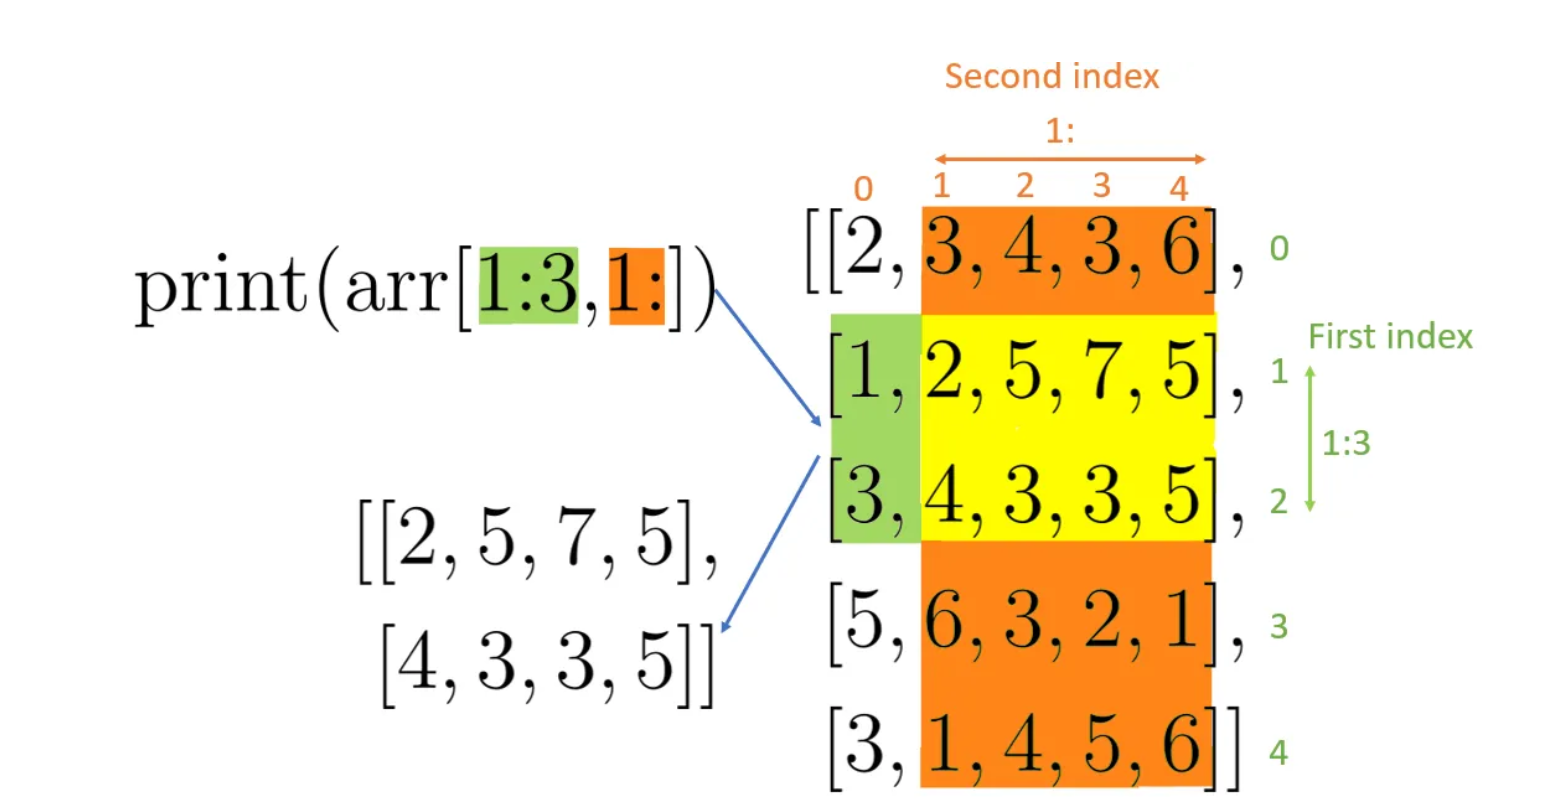 Second index
1:
0 1 2 3 4
print(arr[1:3,1:])
[[2, 3, 4, 3, 6], 0
[1, 2, 5, 7, 5], 1
[3, 4, 3, 3, 5], 2
[5, 6, 3, 2, 1], 3
[3, 1, 4, 5, 6]] 4
First index
1:3
[[2, 5, 7, 5],
[4, 3, 3, 5]]